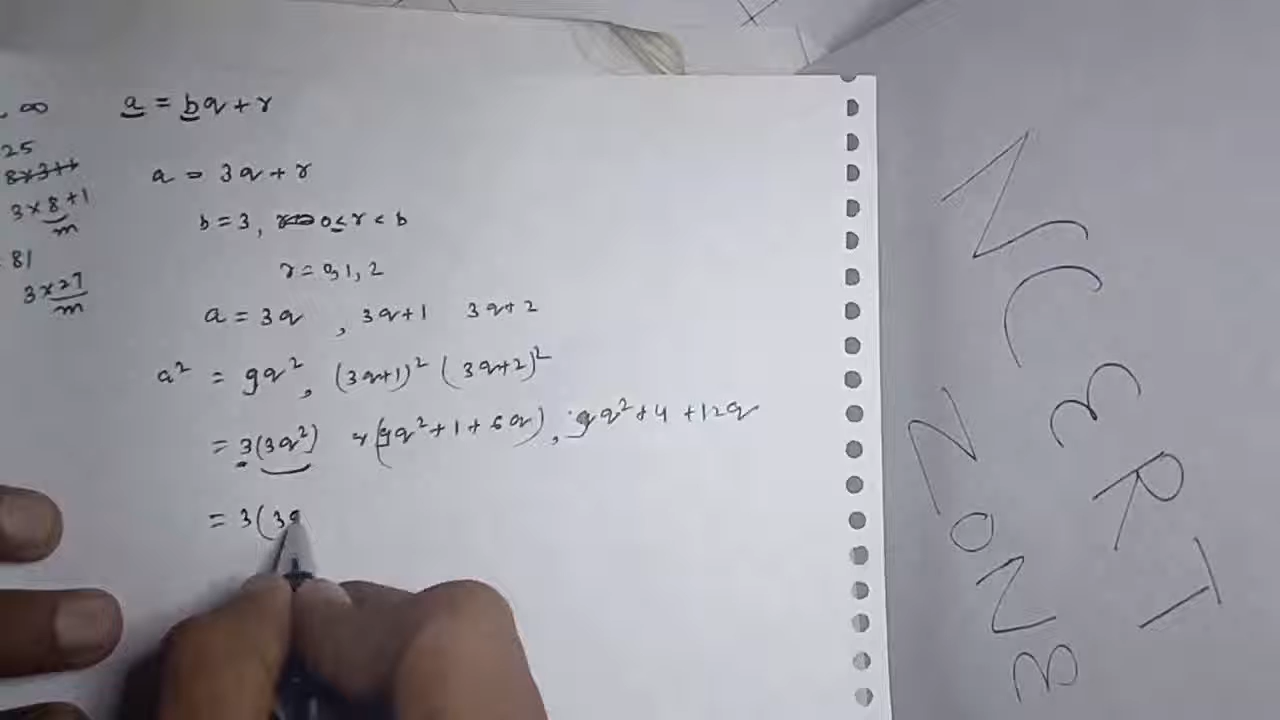 ∞
25
8×3++
3×8+1
m
81
3×27
m
a = bq + r
a = 3q + r
b = 3, 0 ≤ r < b
r = 0, 1, 2
a = 3q , 3q+1 3q+2
a² = 9q² , (3q+1)² (3q+2)²
= 3(3q²) (9q²+1+6q) , 9q²+4+12q
= 3(3q
NCERT
ZONE